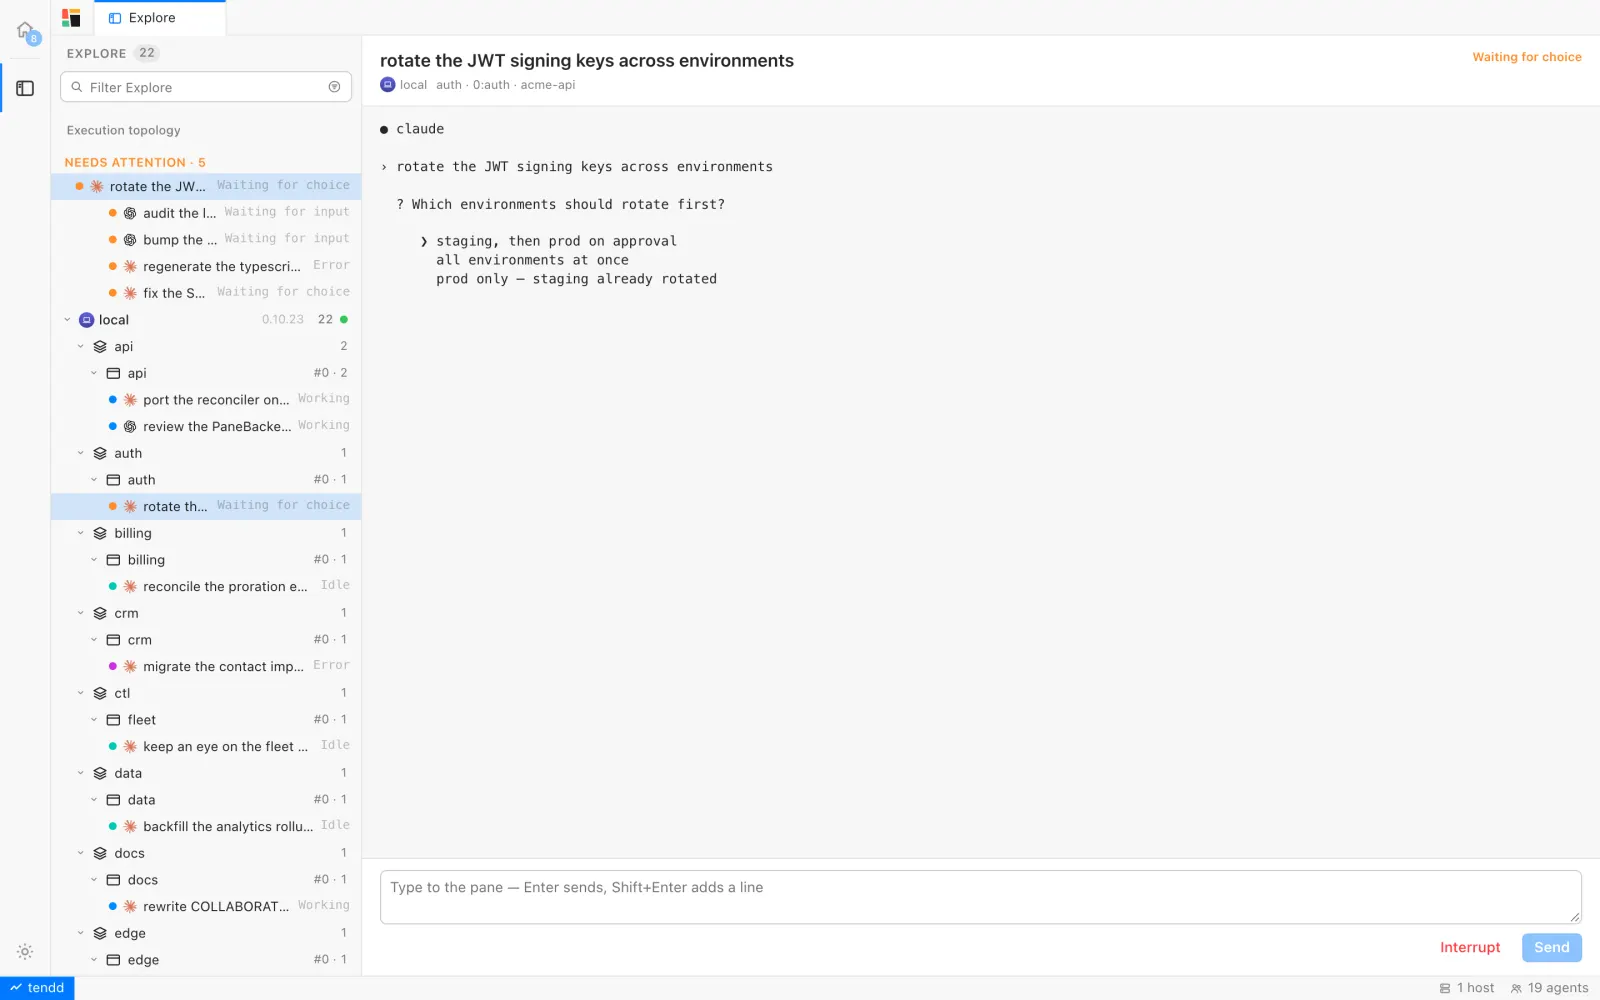 8
Explore
EXPLORE 22
Filter Explore
Execution topology
NEEDS ATTENTION · 5
rotate the JW... Waiting for choice
audit the l... Waiting for input
bump the ... Waiting for input
regenerate the typescri... Error
fix the S... Waiting for choice
local 0.10.23 22
api 2
api #0 · 2
port the reconciler on... Working
review the PaneBacke... Working
auth 1
auth #0 · 1
rotate th... Waiting for choice
billing 1
billing #0 · 1
reconcile the proration e... Idle
crm 1
crm #0 · 1
migrate the contact imp... Error
ctl 1
fleet #0 · 1
keep an eye on the fleet ... Idle
data 1
data #0 · 1
backfill the analytics rollu... Idle
docs 1
docs #0 · 1
rewrite COLLABORAT... Working
edge 1
edge #0 · 1
rotate the JWT signing keys across environments
Waiting for choice
local auth · 0:auth · acme-api
● claude
› rotate the JWT signing keys across environments
? Which environments should rotate first?
❯ staging, then prod on approval
all environments at once
prod only — staging already rotated
Type to the pane — Enter sends, Shift+Enter adds a line
Interrupt Send
tendd
1 host 19 agents